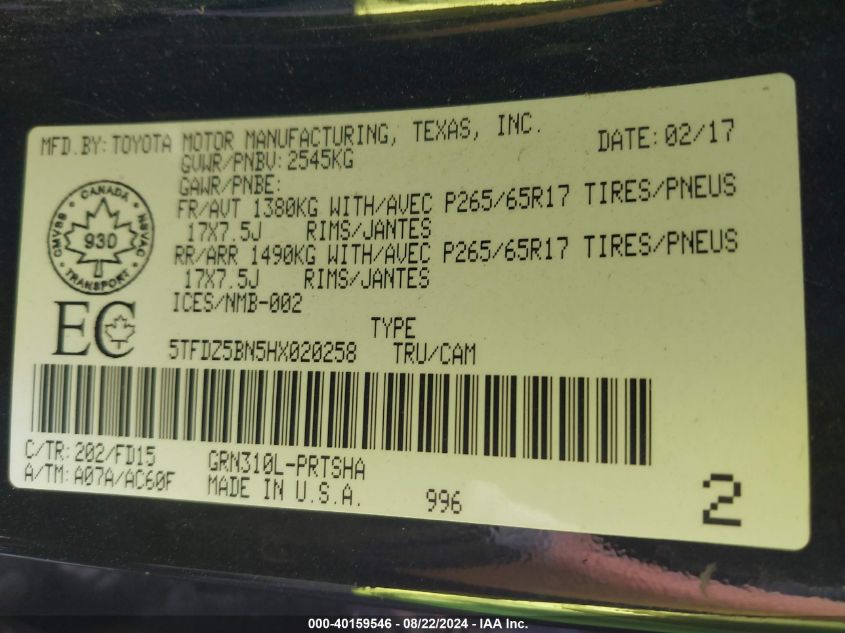 MFD.BY: TOYOTA MOTOR MANUFACTURING, TEXAS, INC. DATE: 02/17
GVWR/PNBV: 2545KG
GAWR/PNBE:
FR/AVT 1380KG WITH/AVEC P265/65R17 TIRES/PNEUS
17X7.5J RIMS/JANTES
RR/ARR 1490KG WITH/AVEC P265/65R17 TIRES/PNEUS
17X7.5J RIMS/JANTES
ICES/NMB-002
CANADA
CMVSS 930 NSVAC
TRANSPORT
EC
TYPE
5TFDZ5BN5HX020258 TRU/CAM
C/TR: 202/FD15 GRN310L-PRTSHA
A/TM: A07A/AC60F MADE IN U.S.A. 996 2
000-40159546 - 08/22/2024 - IAA Inc.